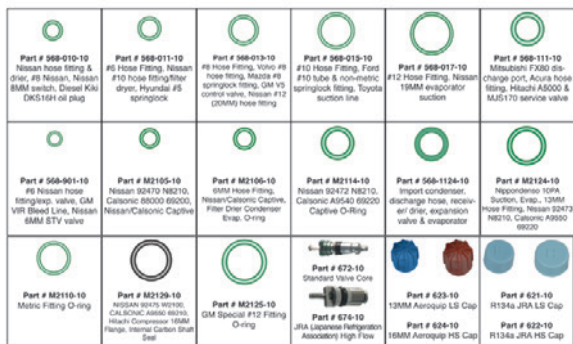 Part # 568-010-10
Nissan hose fitting &
drier, #8 Nissan, Nissan
8MM switch, Diesel Kiki
DKS16H oil plug
Part # 568-011-10
#6 Hose Fitting, Nissan
#10 hose fitting/filter
dryer, Hyundai #5
springlock
Part # 568-013-10
#8 Hose Fitting, Volvo #8
hose fitting, Mazda #8
springlock fitting, GM V5
control valve, Nissan #12
(20MM) hose fitting
Part # 568-015-10
#10 Hose Fitting, Ford
#10 tube & non-metric
springlock fitting, Toyota
suction line
Part # 568-017-10
#12 Hose Fitting, Nissan
19MM evaporator
suction
Part # 568-111-10
Mitsubishi FX80 dis-
charge port, Acura hose
fitting, Hitachi A5000 &
MJS170 service valve
Part # 568-901-10
#6 Nissan hose
fitting/exp. valve, GM
VIR Bleed Line, Nissan
6MM STV valve
Part # M2105-10
Nissan 92470 N8210,
Calsonic 88000 69200,
Nissan/Calsonic Captive
Part # M2106-10
6MM Hose Fitting,
Nissan/Calsonic Captive,
Filter Drier Condenser
Evap. O-ring
Part # M2114-10
Nissan 92472 N8210,
Calsonic A9540 69220
Captive O-Ring
Part # 568-1124-10
Import condenser,
discharge hose, receiv-
er/ drier, expansion
valve & evaporator
Part # M2124-10
Nippondenso 10PA
Suction, Evap., 13MM
Hose Fitting, Nissan 92473
N8210, Calsonic A9550
69220
Part # M2110-10
Metric Fitting O-ring
Part # M2129-10
NISSAN 92475 W2100,
CALSONIC A9650 69210,
Hitachi Compressor 16MM
Flange, Internal Carbon Shaft
Seal
Part # M2125-10
GM Special #12 Fitting
O-ring
Part # 672-10
Standard Valve Core
Part # 674-10
JRA (Japanese Refrigeration
Association) High Flow
Part # 623-10
13MM Aeroquip LS Cap
Part # 624-10
16MM Aeroquip HS Cap
Part # 621-10
R134a JRA LS Cap
Part # 622-10
R134a JRA HS Cap